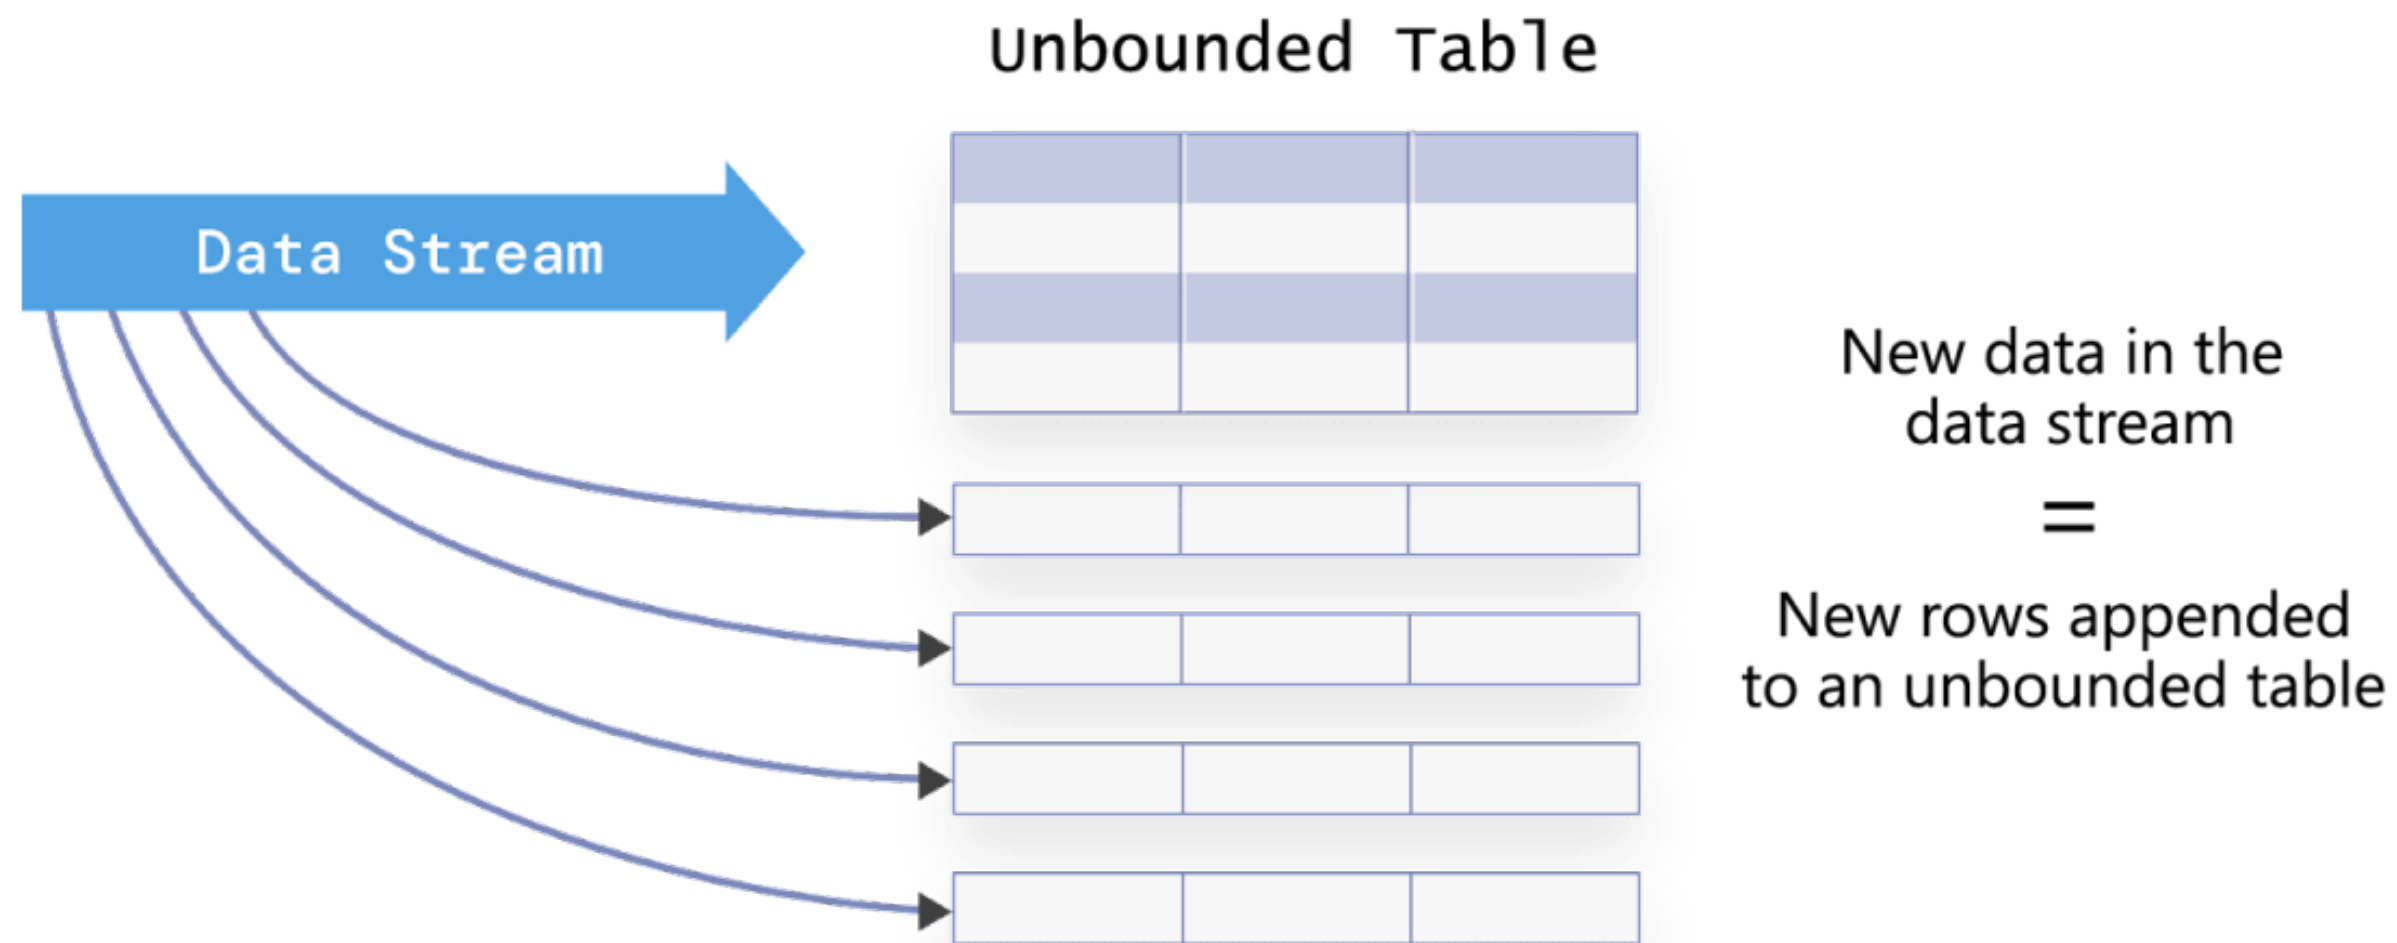 Unbounded Table
Data Stream
New data in the
data stream
=
New rows appended
to an unbounded table